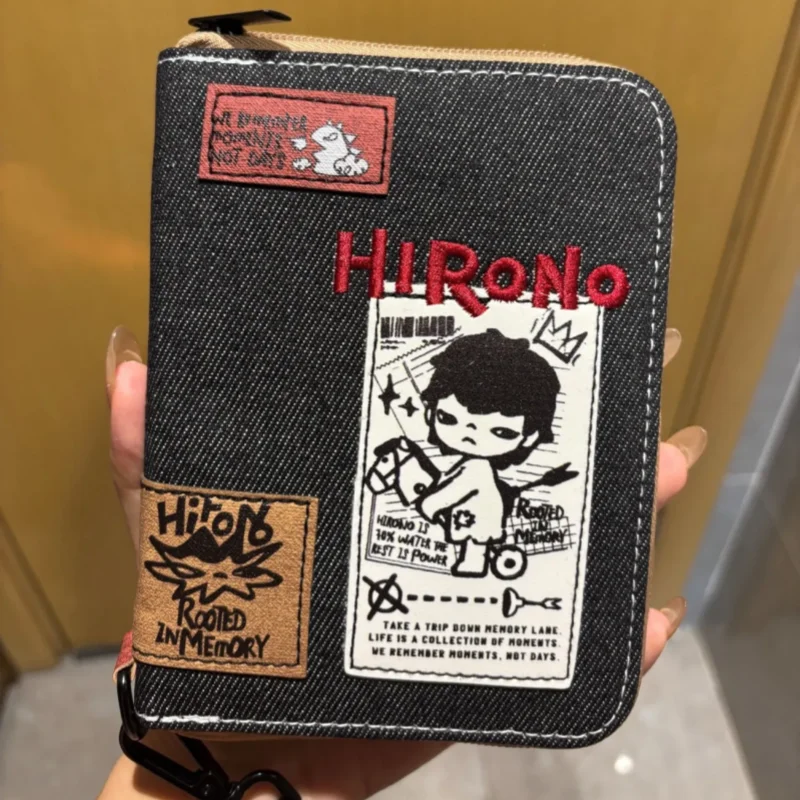 WE REMEMBER
MOMENTS
NOT DAYS
HIRONO
HIRONO IS
70% WATER THE
REST IS POWER
ROOTED
IN
MEMORY
TAKE A TRIP DOWN MEMORY LANE.
LIFE IS A COLLECTION OF MOMENTS.
WE REMEMBER MOMENTS, NOT DAYS.
HIRONO
ROOTED
IN MEMORY